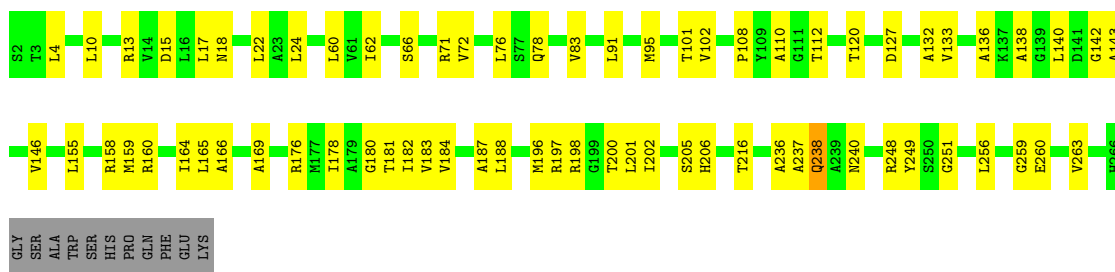 S2 T3 L4 L10 R13 V14 D15 L16 L17 N18 L22 A23 L24 L60 V61 I62 S66 R71 V72 L76 S77 Q78 V83 L91 M95 T101 V102 P108 Y109 A110 G111 T112 T120 D127 A132 V133 A136 K137 A138 G139 L140 D141 G142 A143
V146 L155 R158 M159 R160 I164 L165 A166 A169 R176 M177 I178 A179 G180 T181 I182 V183 V184 A187 L188 M196 R197 R198 G199 T200 L201 I202 S205 H206 T216 A236 A237 Q238 A239 N240 R248 Y249 S250 G251 L256 G259 E260 V263 H266
GLY SER ALA TRP SER HIS PRO GLN PHE GLU LYS